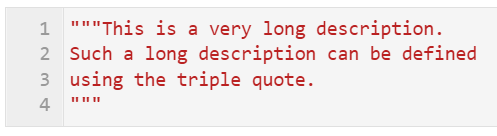 1 """This is a very long description.
2 Such a long description can be defined
3 using the triple quote.
4 """